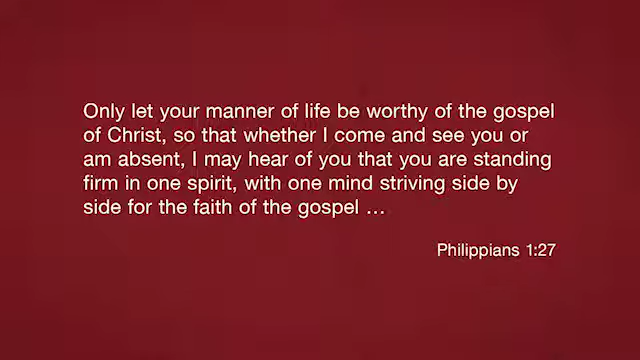 Only let your manner of life be worthy of the gospel
of Christ, so that whether I come and see you or
am absent, I may hear of you that you are standing
firm in one spirit, with one mind striving side by
side for the faith of the gospel …
Philippians 1:27